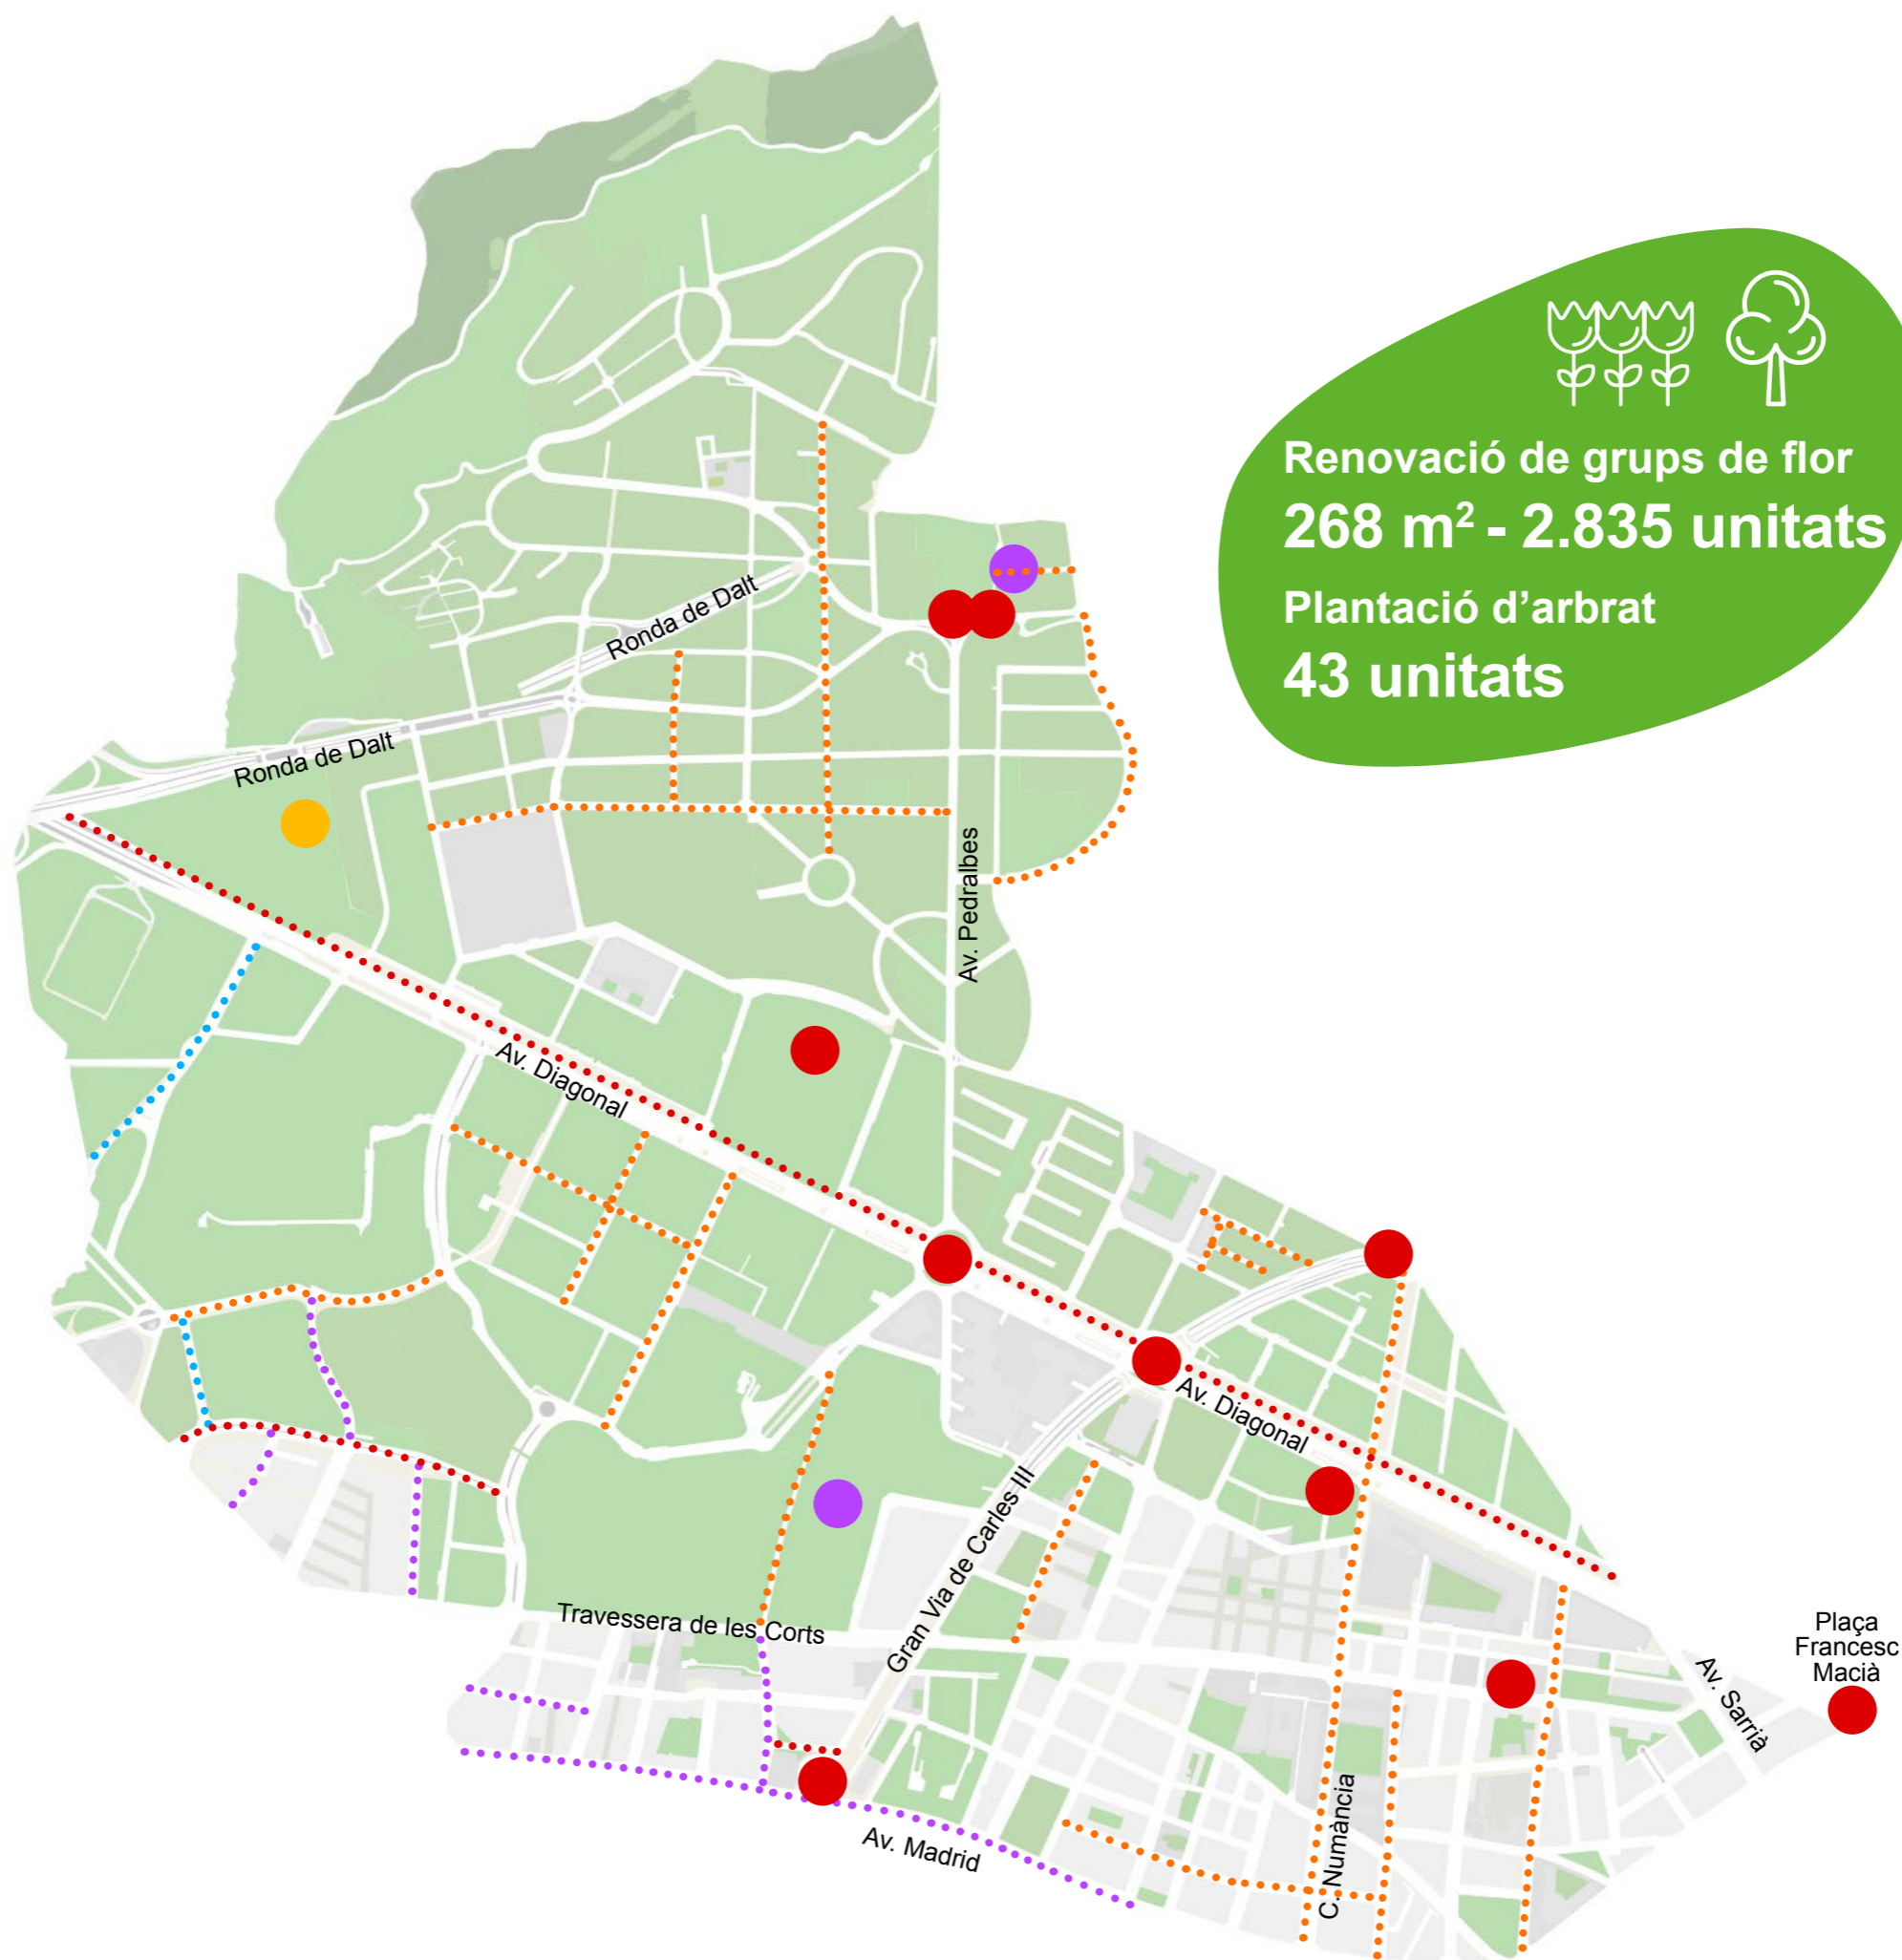 Renovació de grups de flor
268 m² - 2.835 unitats
Plantació d’arbrat
43 unitats
Ronda de Dalt
Ronda de Dalt
Av. Pedralbes
Av. Diagonal
Av. Diagonal
Gran Via de Carles III
Travessera de les Corts
Plaça
Francesc
Macià
Av. Sarrià
C. Numància
Av. Madrid